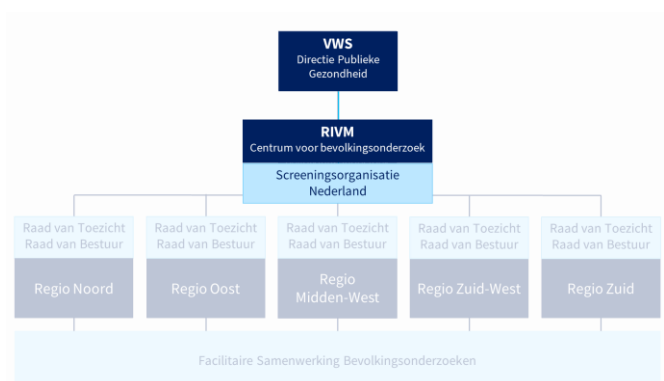 VWS
Directie Publieke
Gezondheid
RIVM
Centrum voor bevolkingsonderzoek
Screeningsorganisatie
Nederland
Raad van Toezicht
Raad van Bestuur
Regio Noord
Raad van Toezicht
Raad van Bestuur
Regio Oost
Raad van Toezicht
Raad van Bestuur
Regio
Midden-West
Raad van Toezicht
Raad van Bestuur
Regio Zuid-West
Raad van Toezicht
Raad van Bestuur
Regio Zuid
Facilitaire Samenwerking Bevolkingsonderzoeken